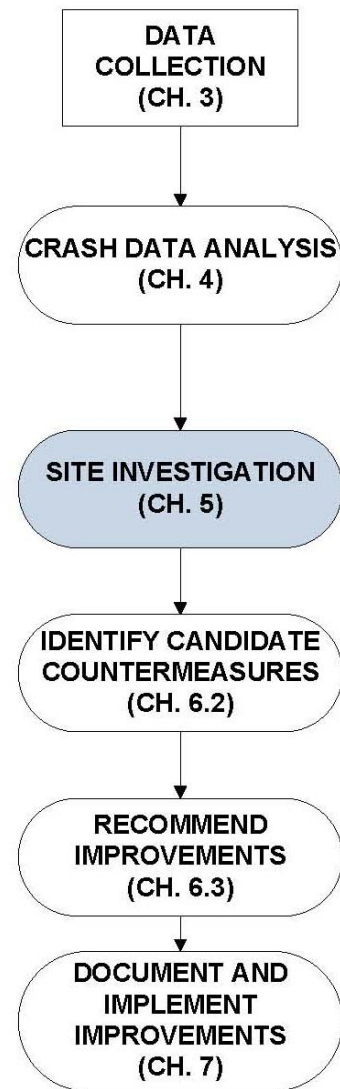 DATA
COLLECTION
(CH. 3)
CRASH DATA ANALYSIS
(CH. 4)
SITE INVESTIGATION
(CH. 5)
IDENTIFY CANDIDATE
COUNTERMEASURES
(CH. 6.2)
RECOMMEND
IMPROVEMENTS
(CH. 6.3)
DOCUMENT AND
IMPLEMENT
IMPROVEMENTS
(CH. 7)